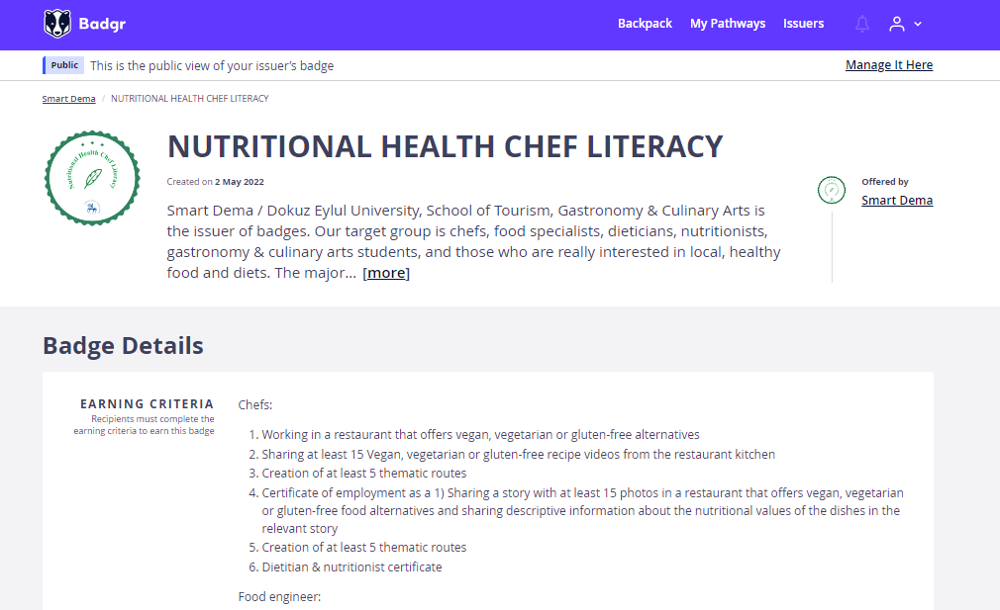 Badgr
Backpack My Pathways Issuers
Public This is the public view of your issuer’s badge Manage It Here
Smart Dema / NUTRITIONAL HEALTH CHEF LITERACY
Nutritional Health Chef Literacy
NUTRITIONAL HEALTH CHEF LITERACY
Created on 2 May 2022
Offered by
Smart Dema
Smart Dema / Dokuz Eylul University, School of Tourism, Gastronomy & Culinary Arts is
the issuer of badges. Our target group is chefs, food specialists, dieticians, nutritionists,
gastronomy & culinary arts students, and those who are really interested in local, healthy
food and diets. The major... [more]
Badge Details
EARNING CRITERIA
Recipients must complete the
earning criteria to earn this badge
Chefs:
1. Working in a restaurant that offers vegan, vegetarian or gluten-free alternatives
2. Sharing at least 15 Vegan, vegetarian or gluten-free recipe videos from the restaurant kitchen
3. Creation of at least 5 thematic routes
4. Certificate of employment as a 1) Sharing a story with at least 15 photos in a restaurant that offers vegan, vegetarian
or gluten-free food alternatives and sharing descriptive information about the nutritional values of the dishes in the
relevant story
5. Creation of at least 5 thematic routes
6. Dietitian & nutritionist certificate
Food engineer: